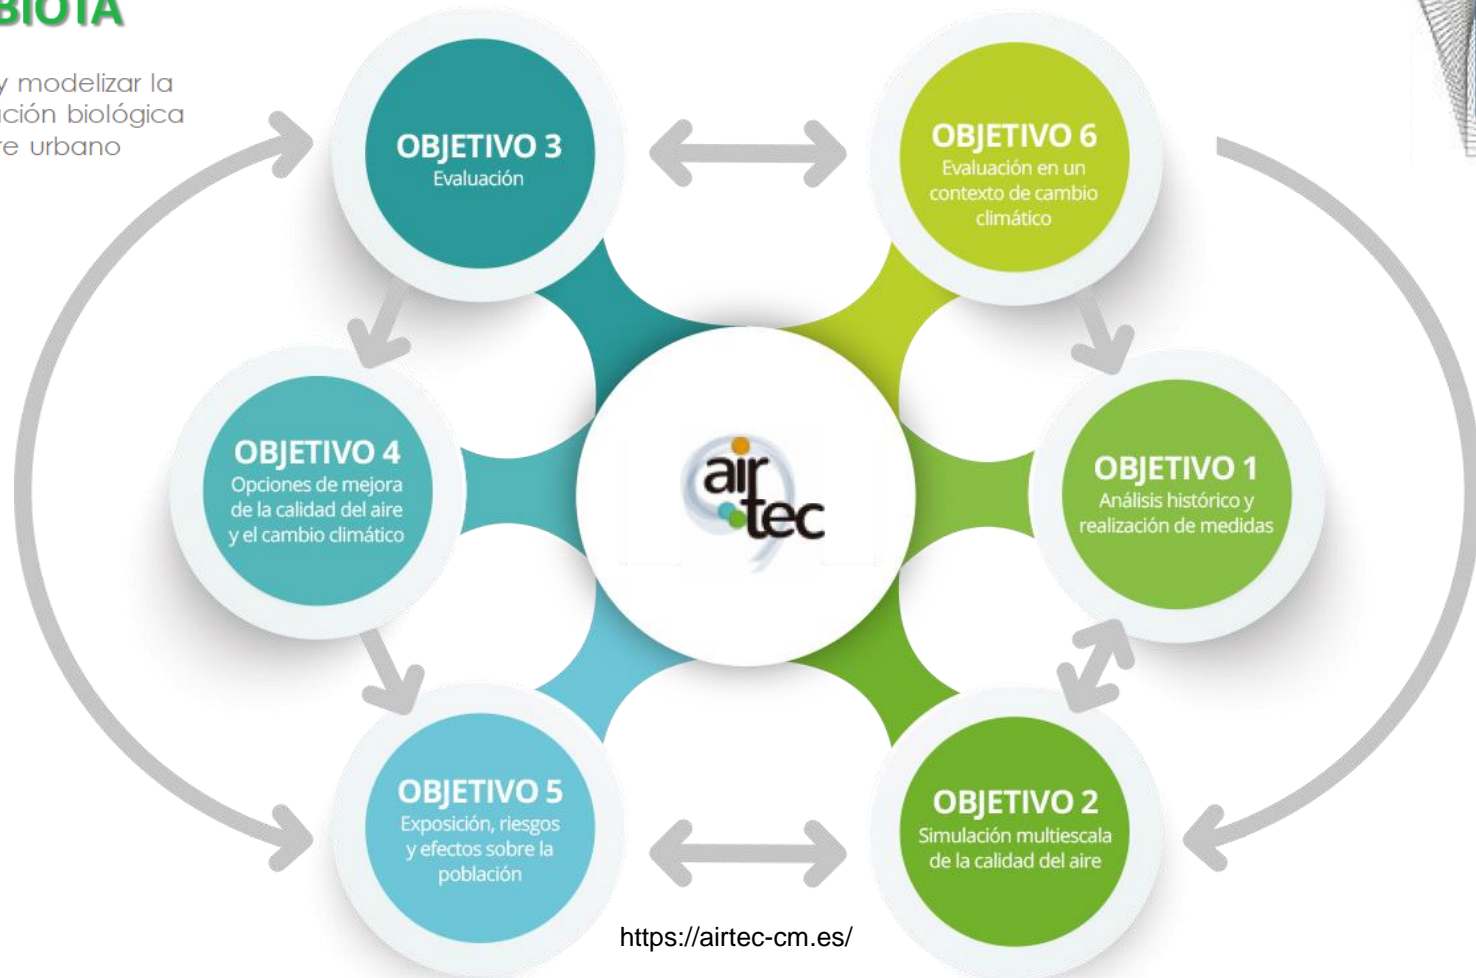 BIOTA
y modelizar la
ación biológica
re urbano
OBJETIVO 3
Evaluación
OBJETIVO 6
Evaluación en un
contexto de cambio
climático
OBJETIVO 4
Opciones de mejora
de la calidad del aire
y el cambio climático
air
tec
OBJETIVO 1
Análisis histórico y
realización de medidas
OBJETIVO 5
Exposición, riesgos
y efectos sobre la
población
OBJETIVO 2
Simulación multiescala
de la calidad del aire
https://airtec-cm.es/